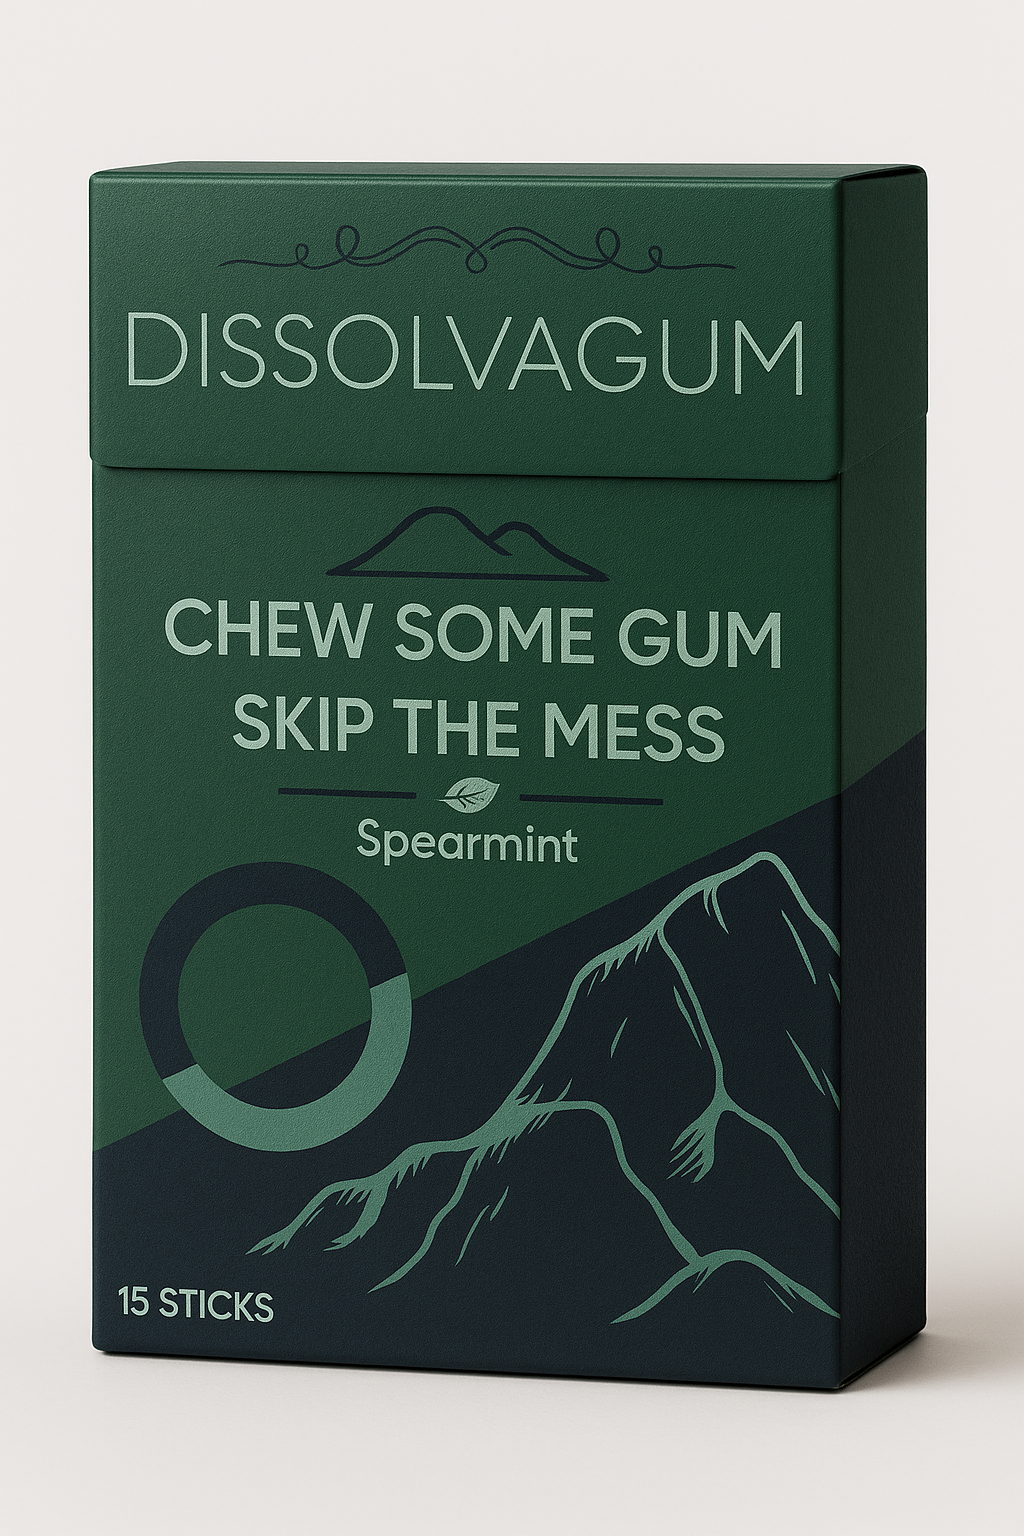 DISSOLVAGUM
CHEW SOME GUM
SKIP THE MESS
Spearmint
15 STICKS